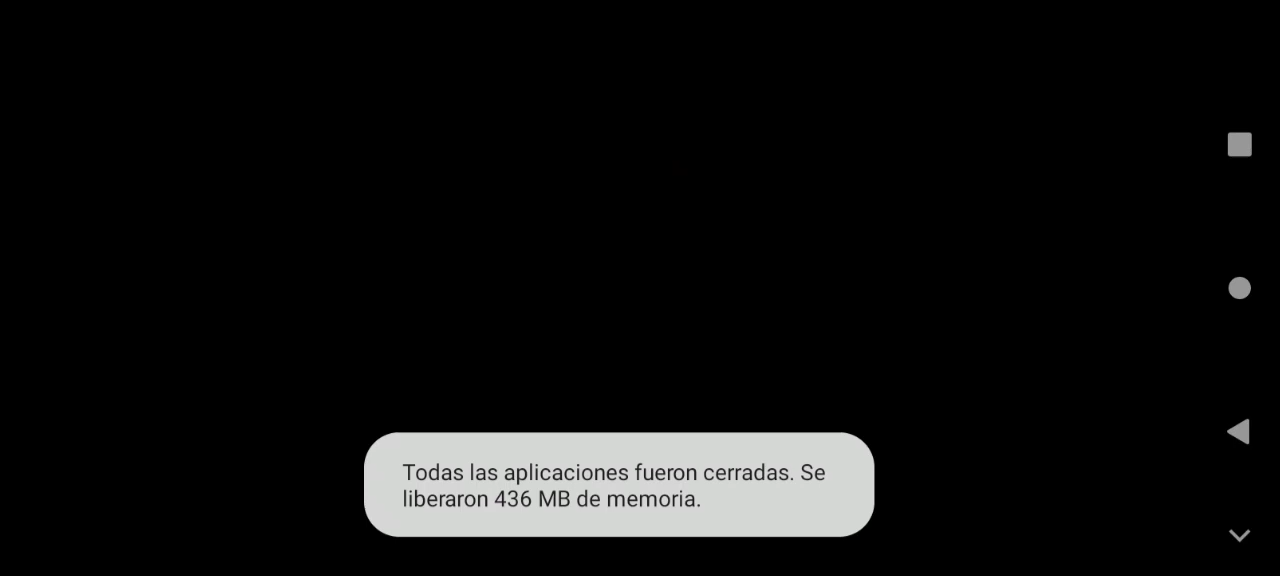 Todas las aplicaciones fueron cerradas. Se
liberaron 436 MB de memoria.